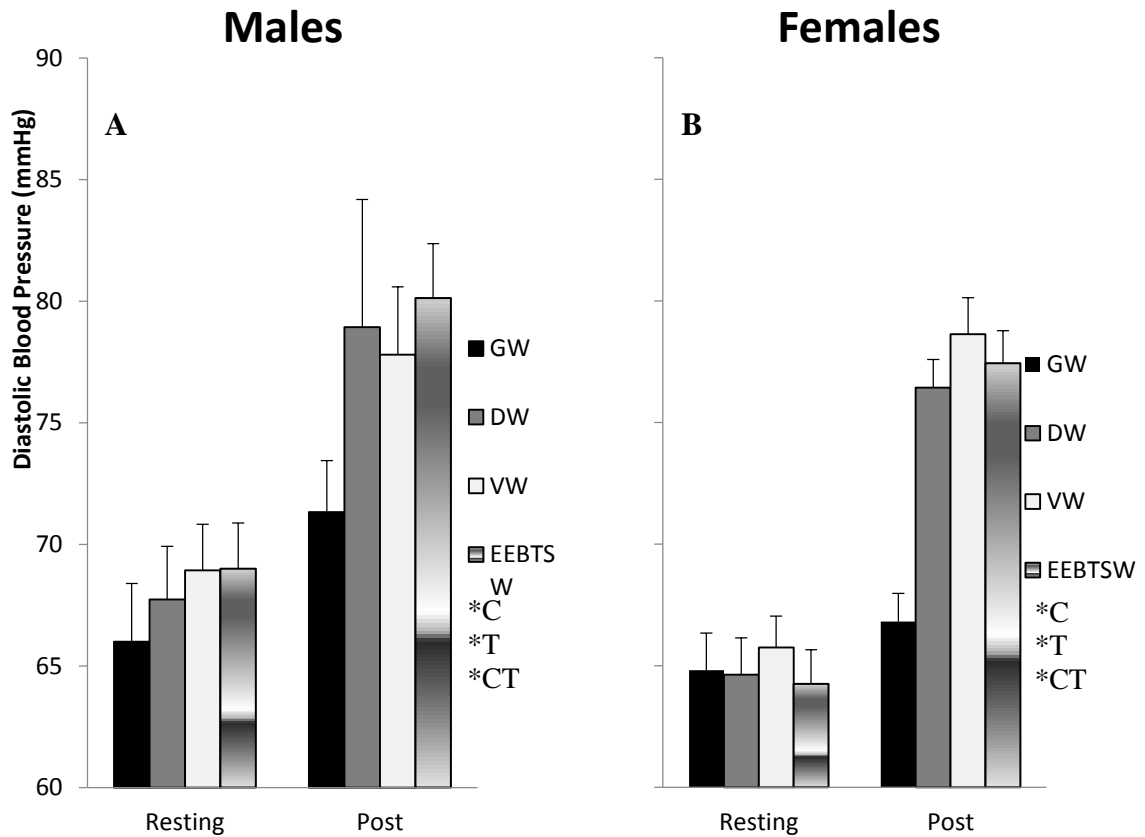 Males
Females
Diastolic Blood Pressure (mmHg)
90
85
80
75
70
65
60
A
GW
DW
VW
EEBTS
W
*C
*T
*CT
Resting
Post
B
GW
DW
VW
EEBTSW
*C
*T
*CT
Resting
Post